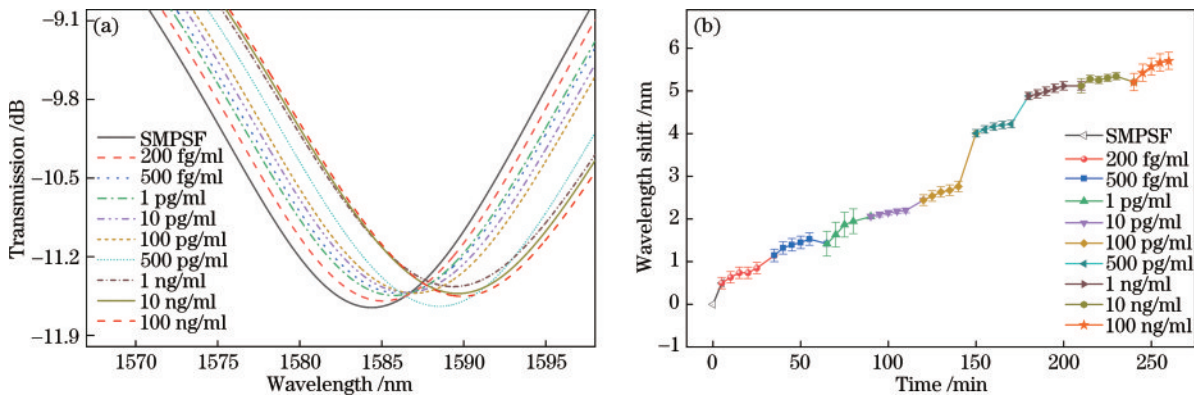 (a)
−9.1
−9.8
−10.5
−11.2
−11.9
Transmission /dB
SMPSF
200 fg/ml
500 fg/ml
1 pg/ml
10 pg/ml
100 pg/ml
500 pg/ml
1 ng/ml
10 ng/ml
100 ng/ml
1570 1575 1580 1585 1590 1595
Wavelength /nm
(b)
6
5
4
3
2
1
0
−1
Wavelength shift /nm
SMPSF
200 fg/ml
500 fg/ml
1 pg/ml
10 pg/ml
100 pg/ml
500 pg/ml
1 ng/ml
10 ng/ml
100 ng/ml
0 50 100 150 200 250
Time /min